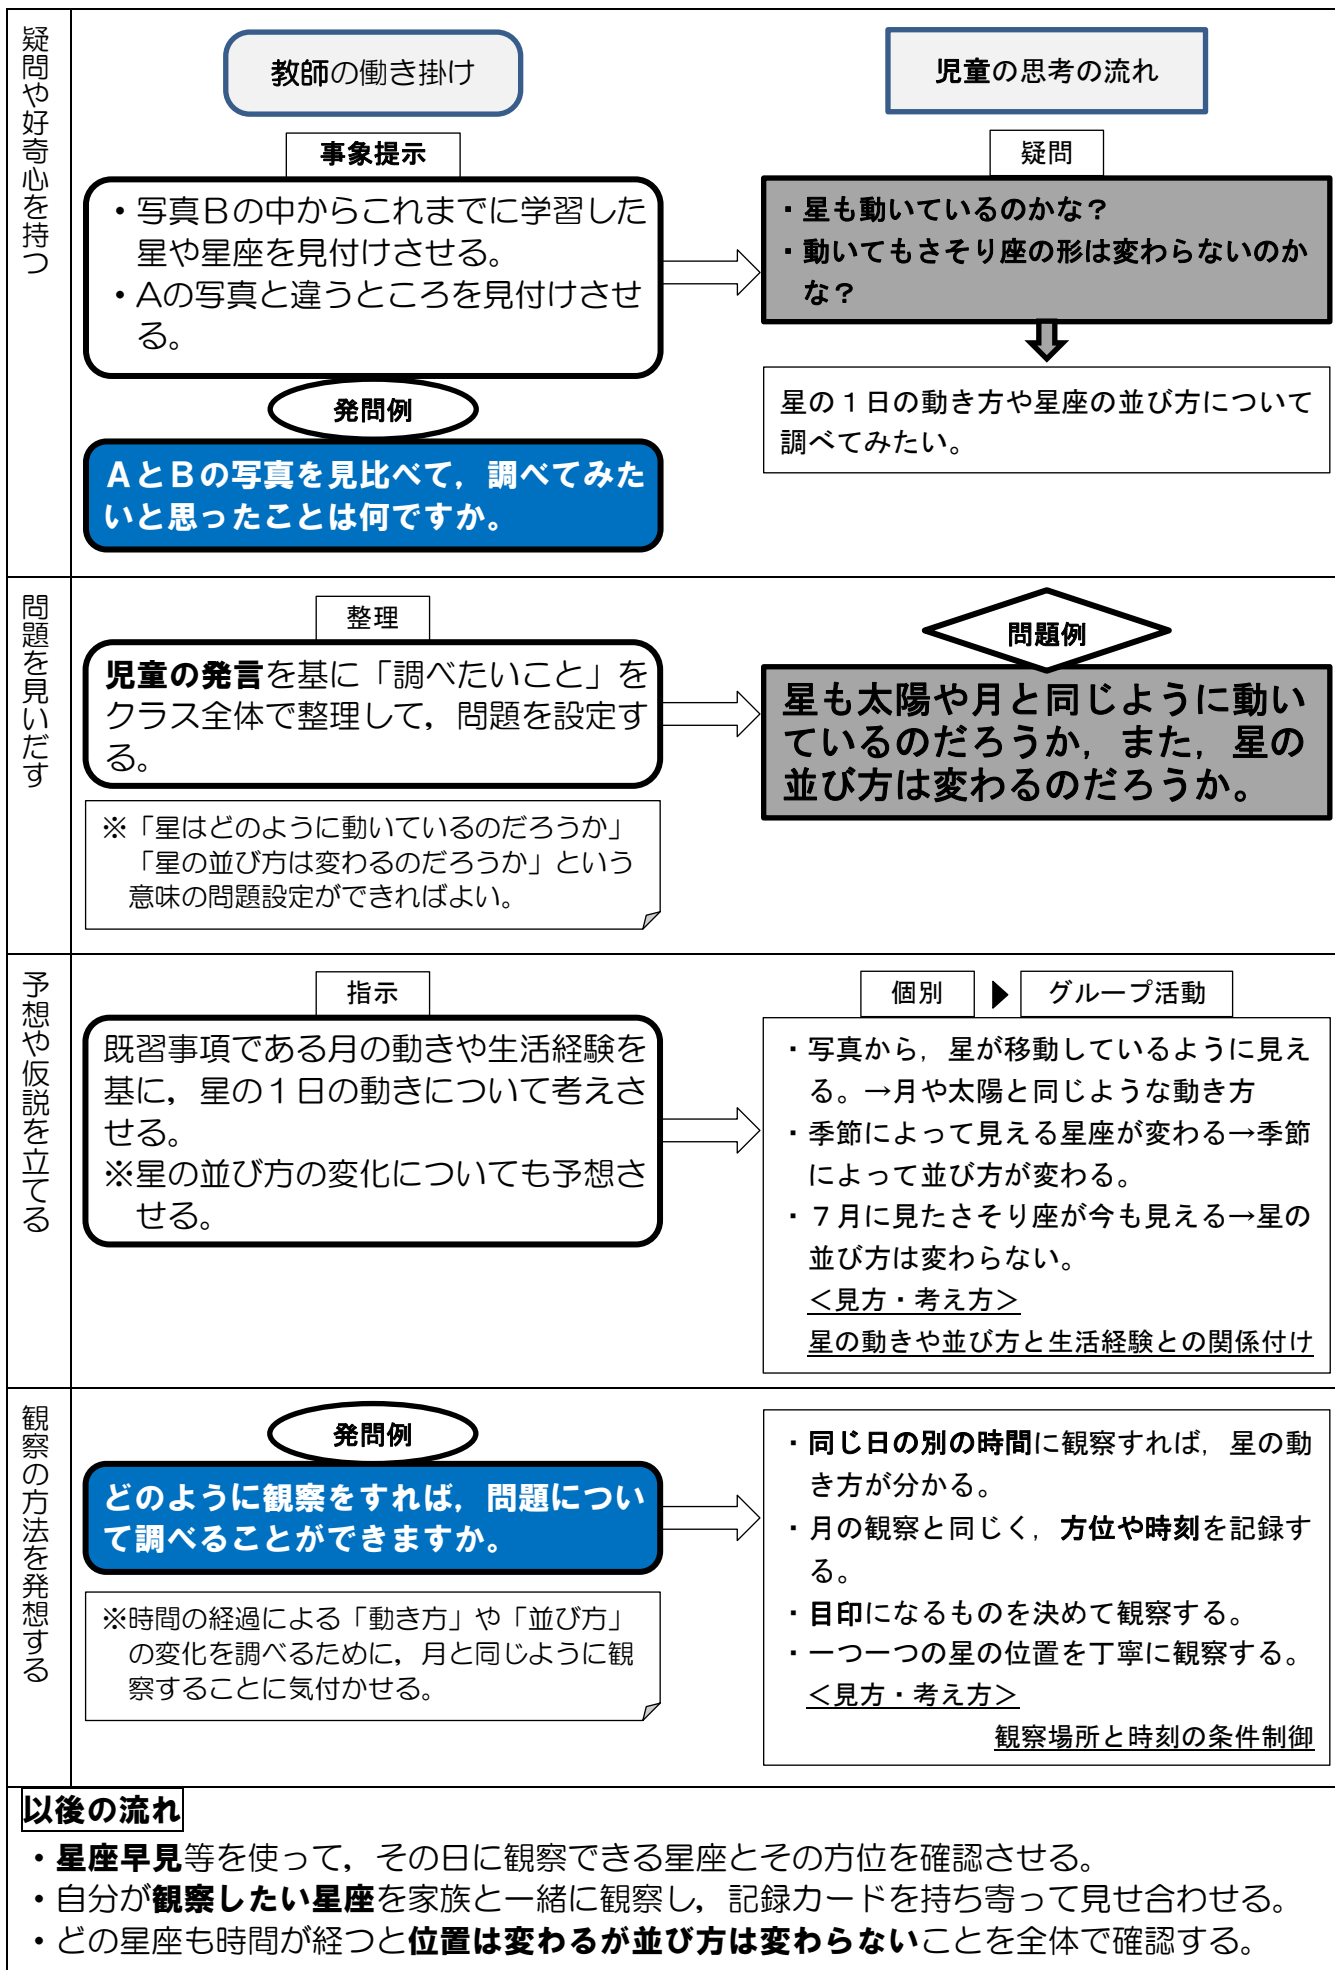 疑問や好奇心を持つ
教師の働き掛け
児童の思考の流れ
事象提示
・写真Bの中からこれまでに学習した
星や星座を見付けさせる。
・Aの写真と違うところを見付けさせ
る。
発問例
AとBの写真を見比べて，調べてみた
いと思ったことは何ですか。
疑問
・星も動いているのかな？
・動いてもさそり座の形は変わらないのか
な？
星の１日の動き方や星座の並び方について
調べてみたい。
問題を見いだす
整理
児童の発言を基に「調べたいこと」を
クラス全体で整理して，問題を設定す
る。
※「星はどのように動いているのだろうか」
「星の並び方は変わるのだろうか」という
意味の問題設定ができればよい。
問題例
星も太陽や月と同じように動い
ているのだろうか，また，星の
並び方は変わるのだろうか。
予想や仮説を立てる
指示
既習事項である月の動きや生活経験を
基に，星の１日の動きについて考えさ
せる。
※星の並び方の変化についても予想さ
せる。
個別
グループ活動
・写真から，星が移動しているように見え
る。→月や太陽と同じような動き方
・季節によって見える星座が変わる→季節
によって並び方が変わる。
・７月に見たさそり座が今も見える→星の
並び方は変わらない。
＜見方・考え方＞
星の動きや並び方と生活経験との関係付け
観察の方法を発想する
発問例
どのように観察をすれば，問題につい
て調べることができますか。
※時間の経過による「動き方」や「並び方」
の変化を調べるために，月と同じように観
察することに気付かせる。
・同じ日の別の時間に観察すれば，星の動
き方が分かる。
・月の観察と同じく，方位や時刻を記録す
る。
・目印になるものを決めて観察する。
・一つ一つの星の位置を丁寧に観察する。
＜見方・考え方＞
観察場所と時刻の条件制御
以後の流れ
・星座早見等を使って，その日に観察できる星座とその方位を確認させる。
・自分が観察したい星座を家族と一緒に観察し，記録カードを持ち寄って見せ合わせる。
・どの星座も時間が経つと位置は変わるが並び方は変わらないことを全体で確認する。